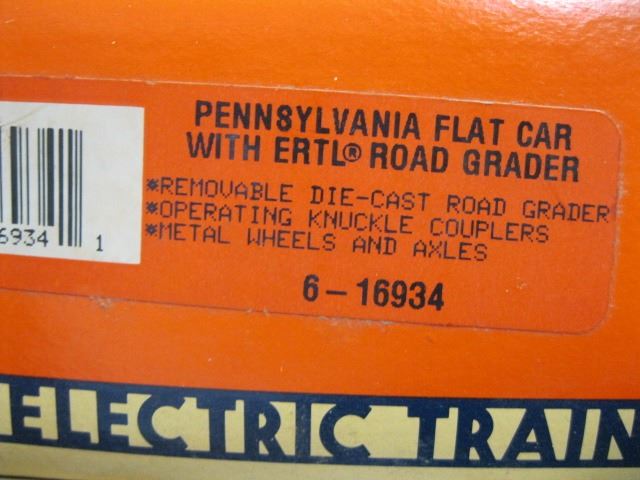 PENNSYLVANIA FLAT CAR
WITH ERTL® ROAD GRADER
*REMOVABLE DIE-CAST ROAD GRADER
*OPERATING KNUCKLE COUPLERS
*METAL WHEELS AND AXLES
6-16934
6934 1
ELECTRIC TRAIN